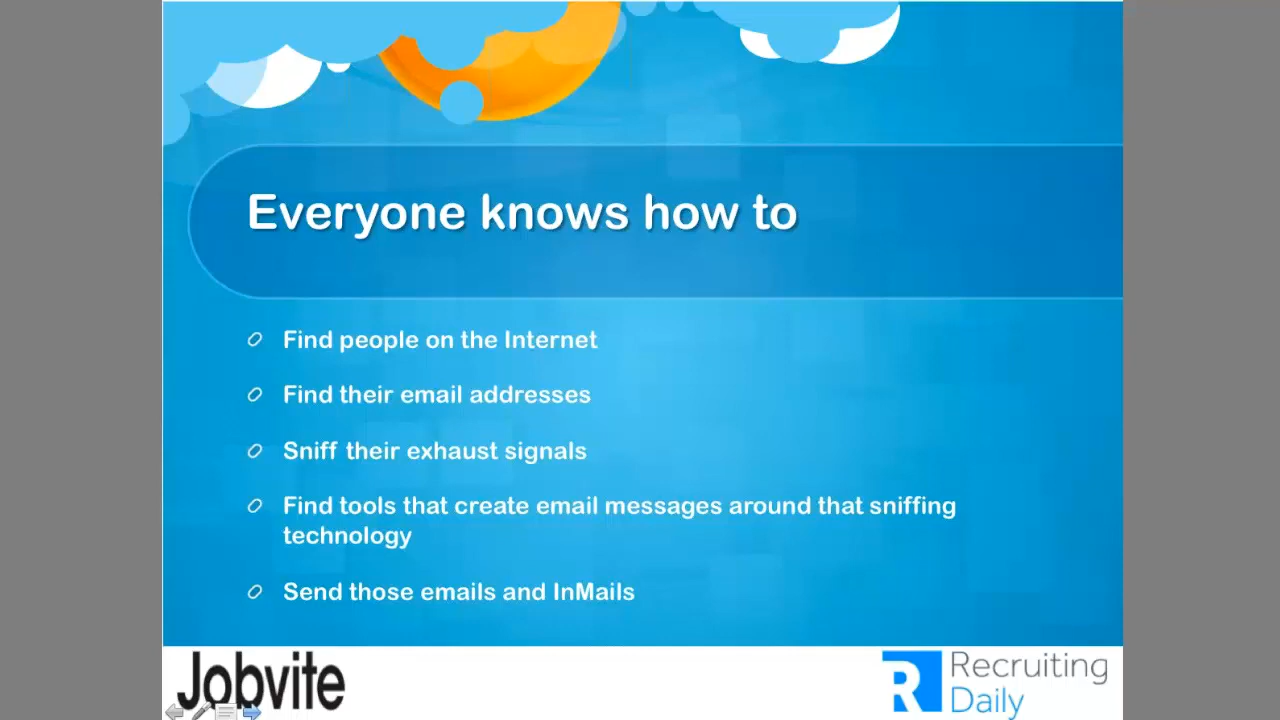 Everyone knows how to
Find people on the Internet
Find their email addresses
Sniff their exhaust signals
Find tools that create email messages around that sniffing
technology
Send those emails and InMails
Jobvite
R
Recruiting
Daily